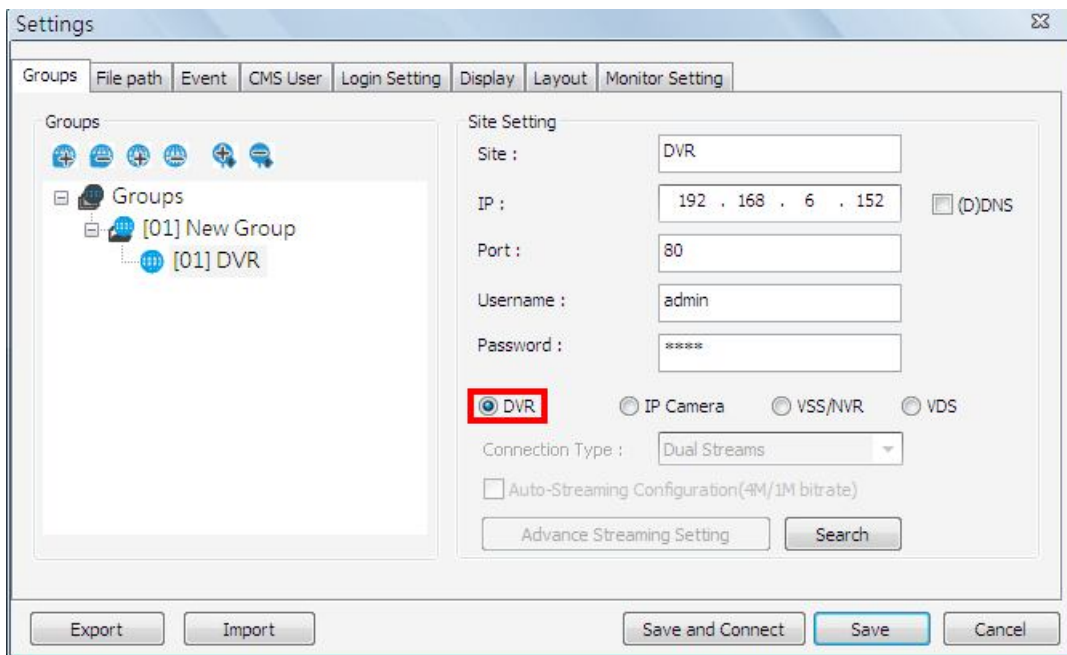 Settings
Groups File path Event CMS User Login Setting Display Layout Monitor Setting
Groups
Groups
[01] New Group
[01] DVR
Site Setting
Site : DVR
IP : 192 . 168 . 6 . 152 (D)DNS
Port : 80
Username : admin
Password : ****
DVR IP Camera VSS/NVR VDS
Connection Type : Dual Streams
Auto-Streaming Configuration(4M/1M bitrate)
Advance Streaming Setting Search
Export Import Save and Connect Save Cancel